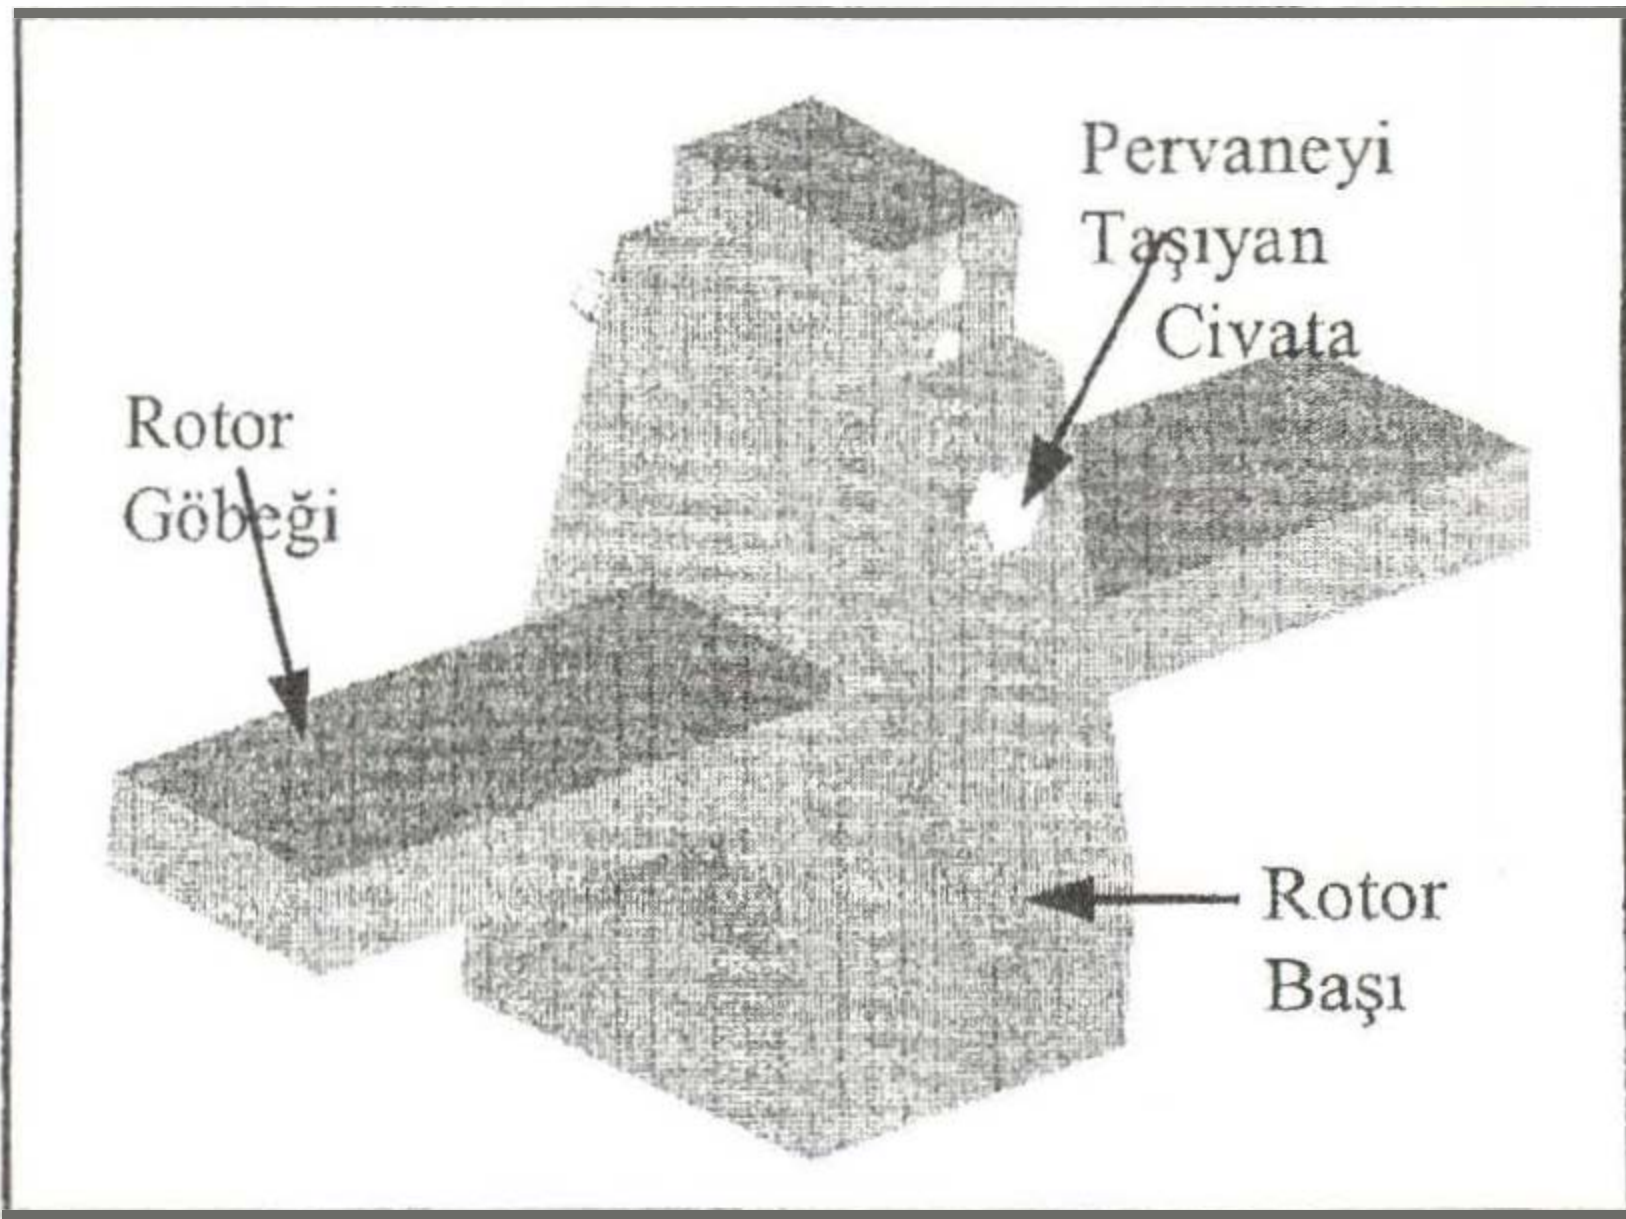 Pervaneyi
Taşıyan
Civata
Rotor
Göbeği
Rotor
Başı